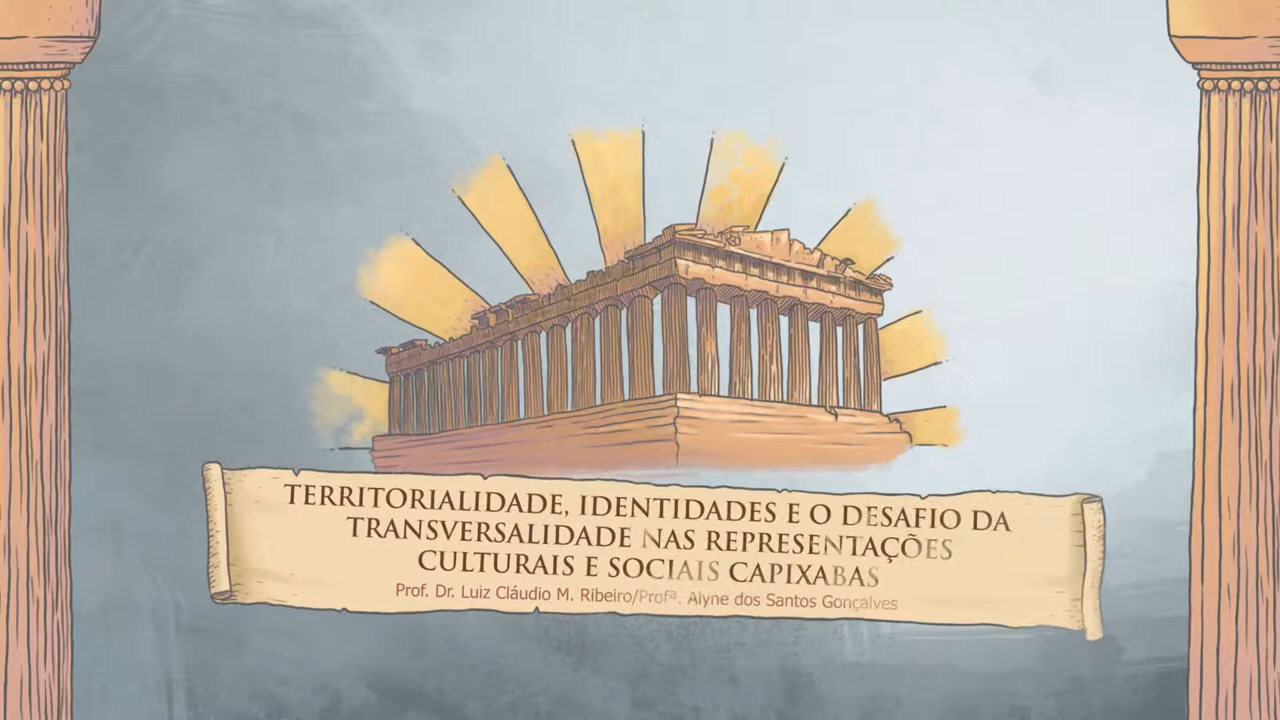 TERRITORIALIDADE, IDENTIDADES E O DESAFIO DA
TRANSVERSALIDADE NAS REPRESENTAÇÕES
CULTURAIS E SOCIAIS CAPIXABAS
Prof. Dr. Luiz Cláudio M. Ribeiro/Profª. Alyne dos Santos Gonçalves